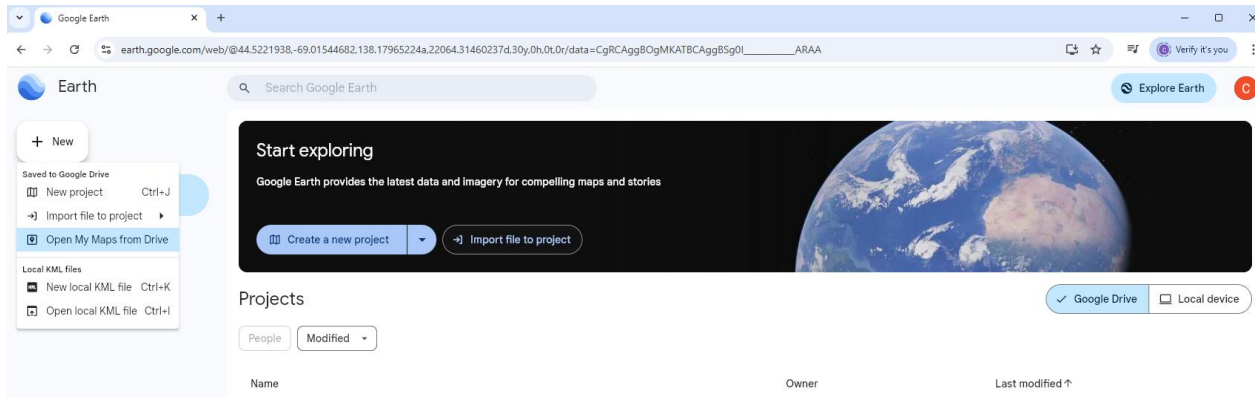 Google Earth
earth.google.com/web/@44.5221938,-69.01544682,138.17965224a,22064.31460237d,30y,0h,0t,0r/data=CgRCAggBOgMKATBCAggBSg0I___________ARAA
Verify it's you
Earth
Search Google Earth
Explore Earth
C
+ New
Saved to Google Drive
New project Ctrl+J
Import file to project
Open My Maps from Drive
Local KML files
New local KML file Ctrl+K
Open local KML file Ctrl+I
Start exploring
Google Earth provides the latest data and imagery for compelling maps and stories
Create a new project
Import file to project
Projects
Google Drive
Local device
People
Modified
Name Owner Last modified ↑